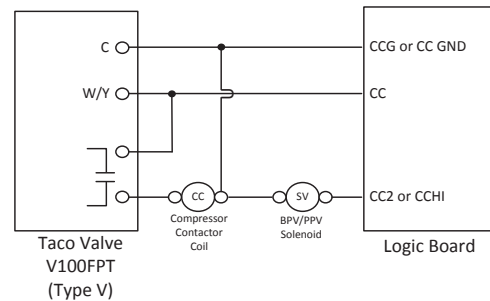 C
CCG or CC GND
W/Y
CC
CC
SV
CC2 or CCHI
Compressor
Contactor
Coil
BPV/PPV
Solenoid
Taco Valve
V100FPT
(Type V)
Logic Board